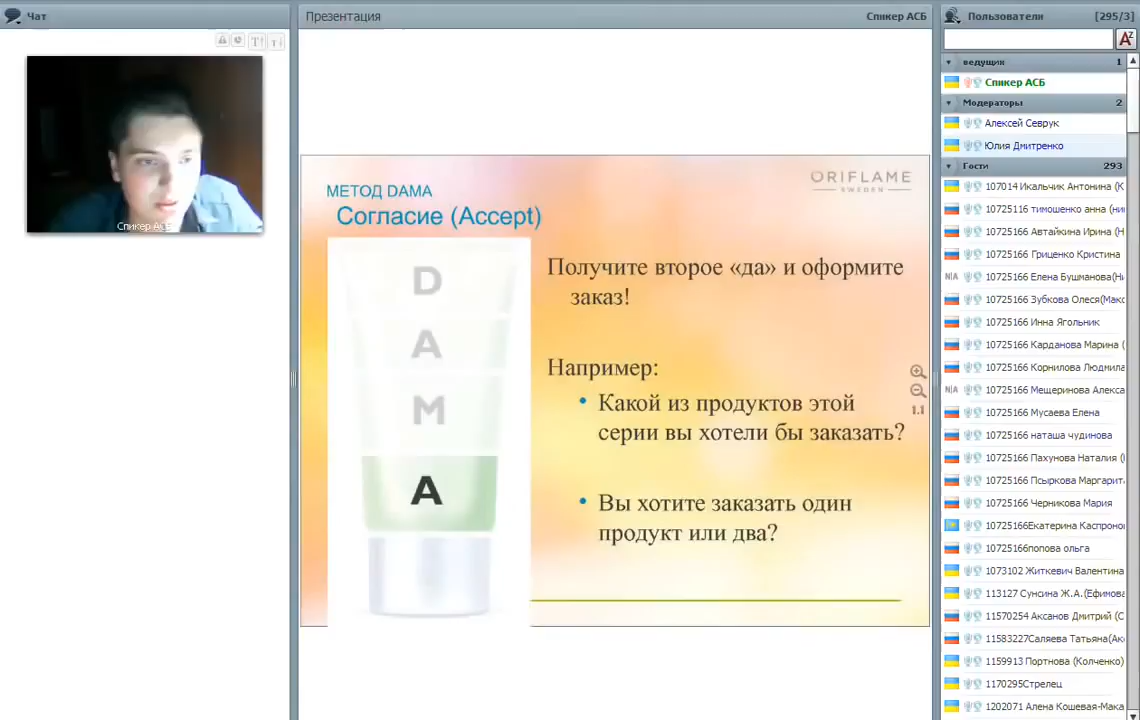 Чат
Спикер АСБ
Презентация
Спикер АСБ
ORIFLAME
SWEDEN
МЕТОД DAMA
Согласие (Accept)
D
A
M
A
Получите второе «да» и оформите
заказ!
Например:
Какой из продуктов этой
серии вы хотели бы заказать?
Вы хотите заказать один
продукт или два?
1.1
Пользователи
[295/3]
ведущий 1
Спикер АСБ
Модераторы 2
Алексей Севрук
Юлия Дмитренко
Гости 293
107014 Икальчик Антонина (К
10725116 тимошенко анна (ни
10725166 Автайкина Ирина (Н
10725166 Гриценко Кристина
N\A 10725166 Елена Бушманова(Ни
10725166 Зубкова Олеся(Макс
10725166 Инна Ягольник
10725166 Карданова Марина (
10725166 Корнилова Людмила
N\A 10725166 Мещеринова Алекса
10725166 Мусаева Елена
10725166 наташа чудинова
10725166 Пахунова Наталия (
10725166 Псыркова Маргарит
10725166 Черникова Мария
10725166Екатерина Каспроно
10725166попова ольга
1073102 Житкевич Валентина
113127 Сунсина Ж.А.(Ефимова
11570254 Аксанов Дмитрий (С
11583227Саляева Татьяна(Ак
1159913 Портнова (Колченко)
1170295Стрелец
1202071 Алена Кошевая-Мака